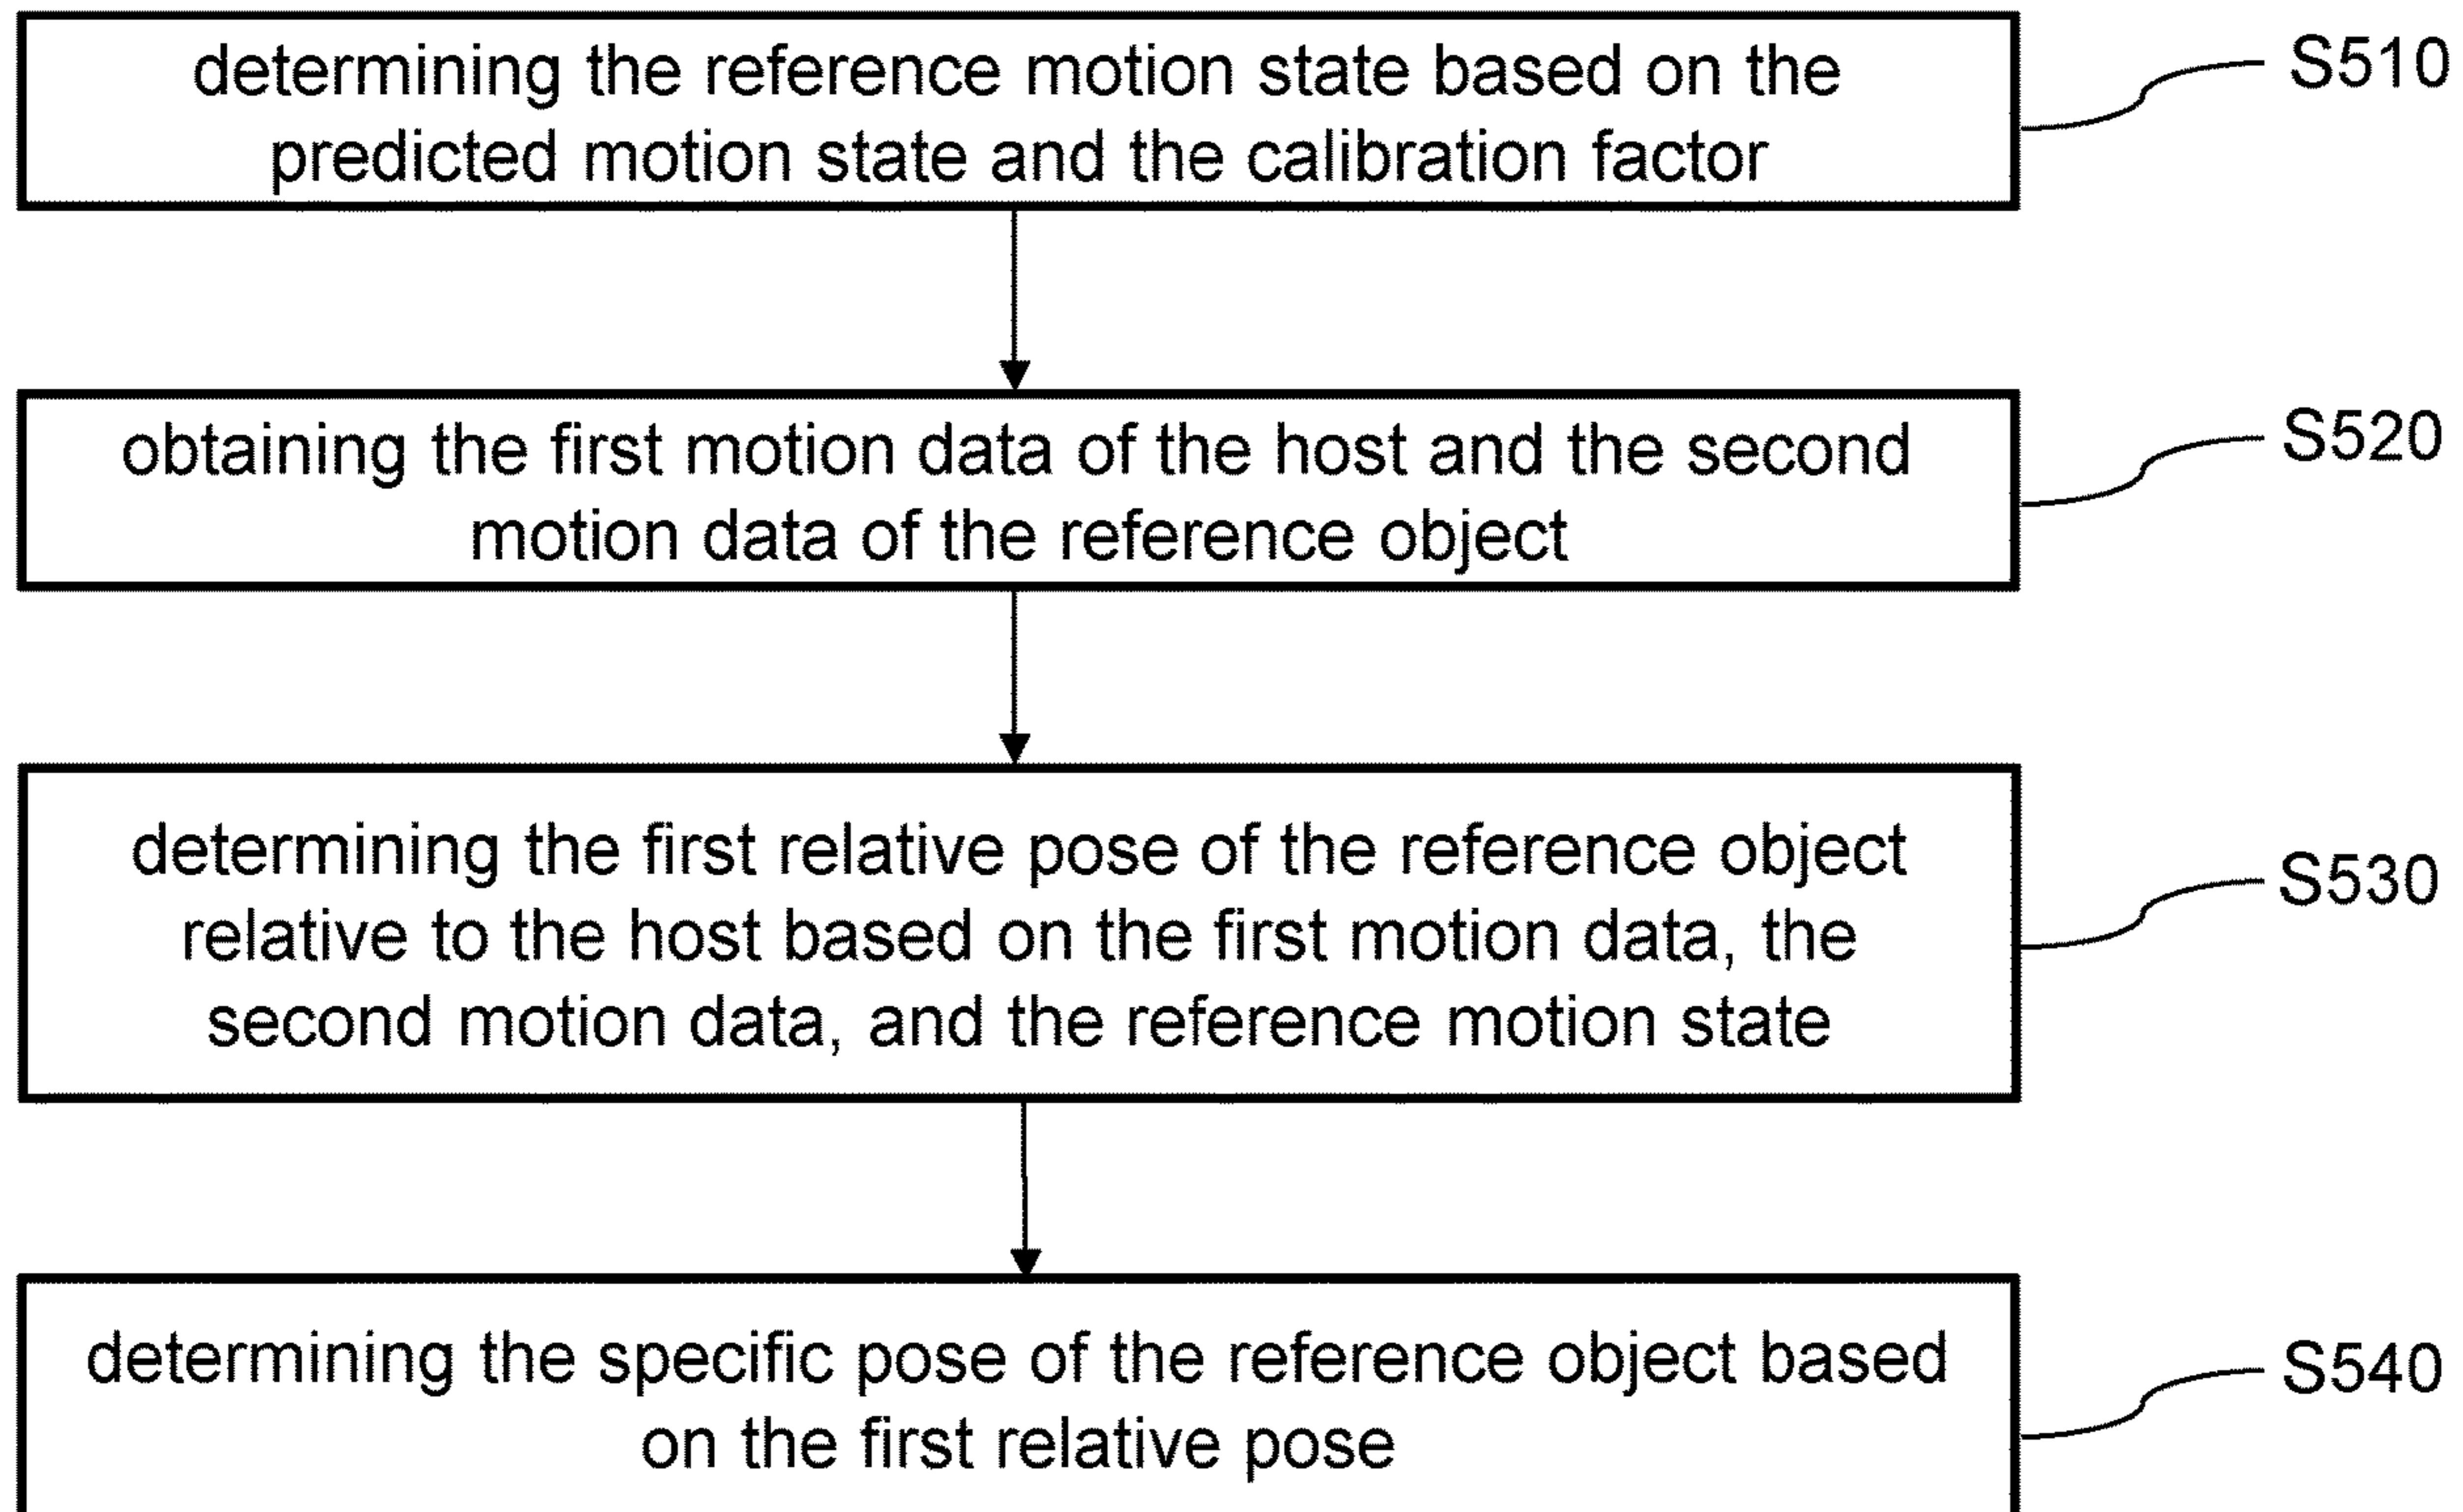 determining the reference motion state based on the
predicted motion state and the calibration factor
S510
obtaining the first motion data of the host and the second
motion data of the reference object
S520
determining the first relative pose of the reference object
relative to the host based on the first motion data, the
second motion data, and the reference motion state
S530
determining the specific pose of the reference object based
on the first relative pose
S540